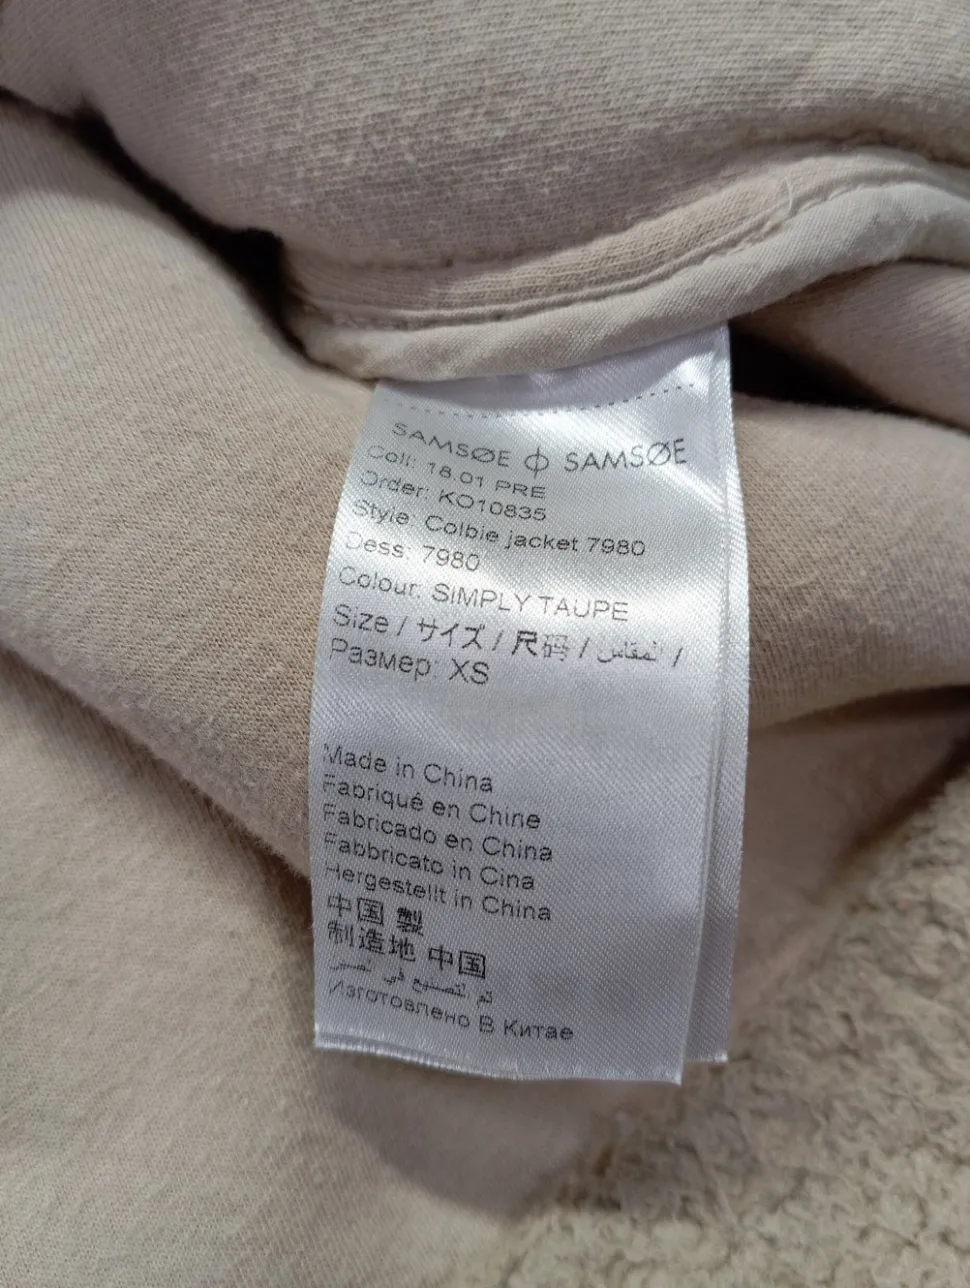 SAMSØE ϕ SAMSØE
Coll: 18.01 PRE
Order: KO10835
Style: Colbie jacket 7980
Dess: 7980
Colour: SIMPLY TAUPE
Size / サイズ / 尺码 / المقاس /
Размер: XS
Made in China
Fabriqué en Chine
Fabricado en China
Fabbricato in Cina
Hergestellt in China
中国 製
制造地 中国
تم التصنيع في الصين
Изготовлено В Китае